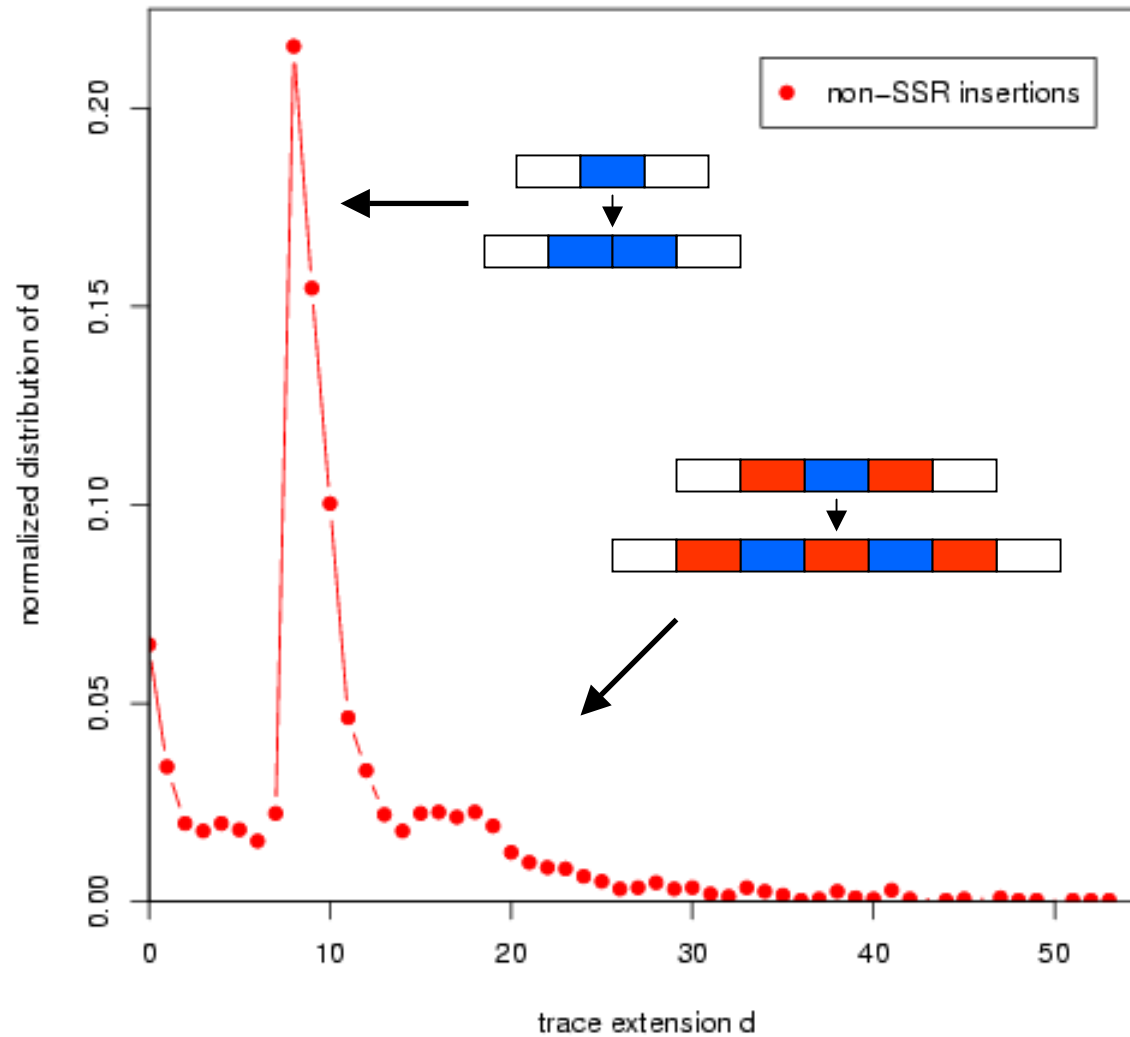 non−SSR insertions
normalized distribution of d
0.20
0.15
0.10
0.05
0.00
0 10 20 30 40 50
trace extension d